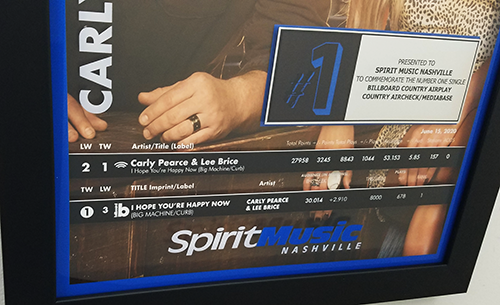 CARLY
#1
PRESENTED TO
SPIRIT MUSIC NASHVILLE
TO COMMEMORATE THE NUMBER ONE SINGLE
BILLBOARD COUNTRY AIRPLAY
COUNTRY AIRCHECK/MEDIABASE
June 15, 2020
LW TW Artist/Title (Label) Total Points
2 1 Carly Pearce & Lee Brice 27958 3245 8843 1044 53.153 5.85 157 0
I Hope You're Happy Now (Big Machine/Curb)
TW LW TITLE Imprint/Label Artist
1 3 b I HOPE YOU'RE HAPPY NOW CARLY PEARCE 30.014 +2.910 8000 678 1
(BIG MACHINE/CURB) & LEE BRICE
SpiritMusic
NASHVILLE